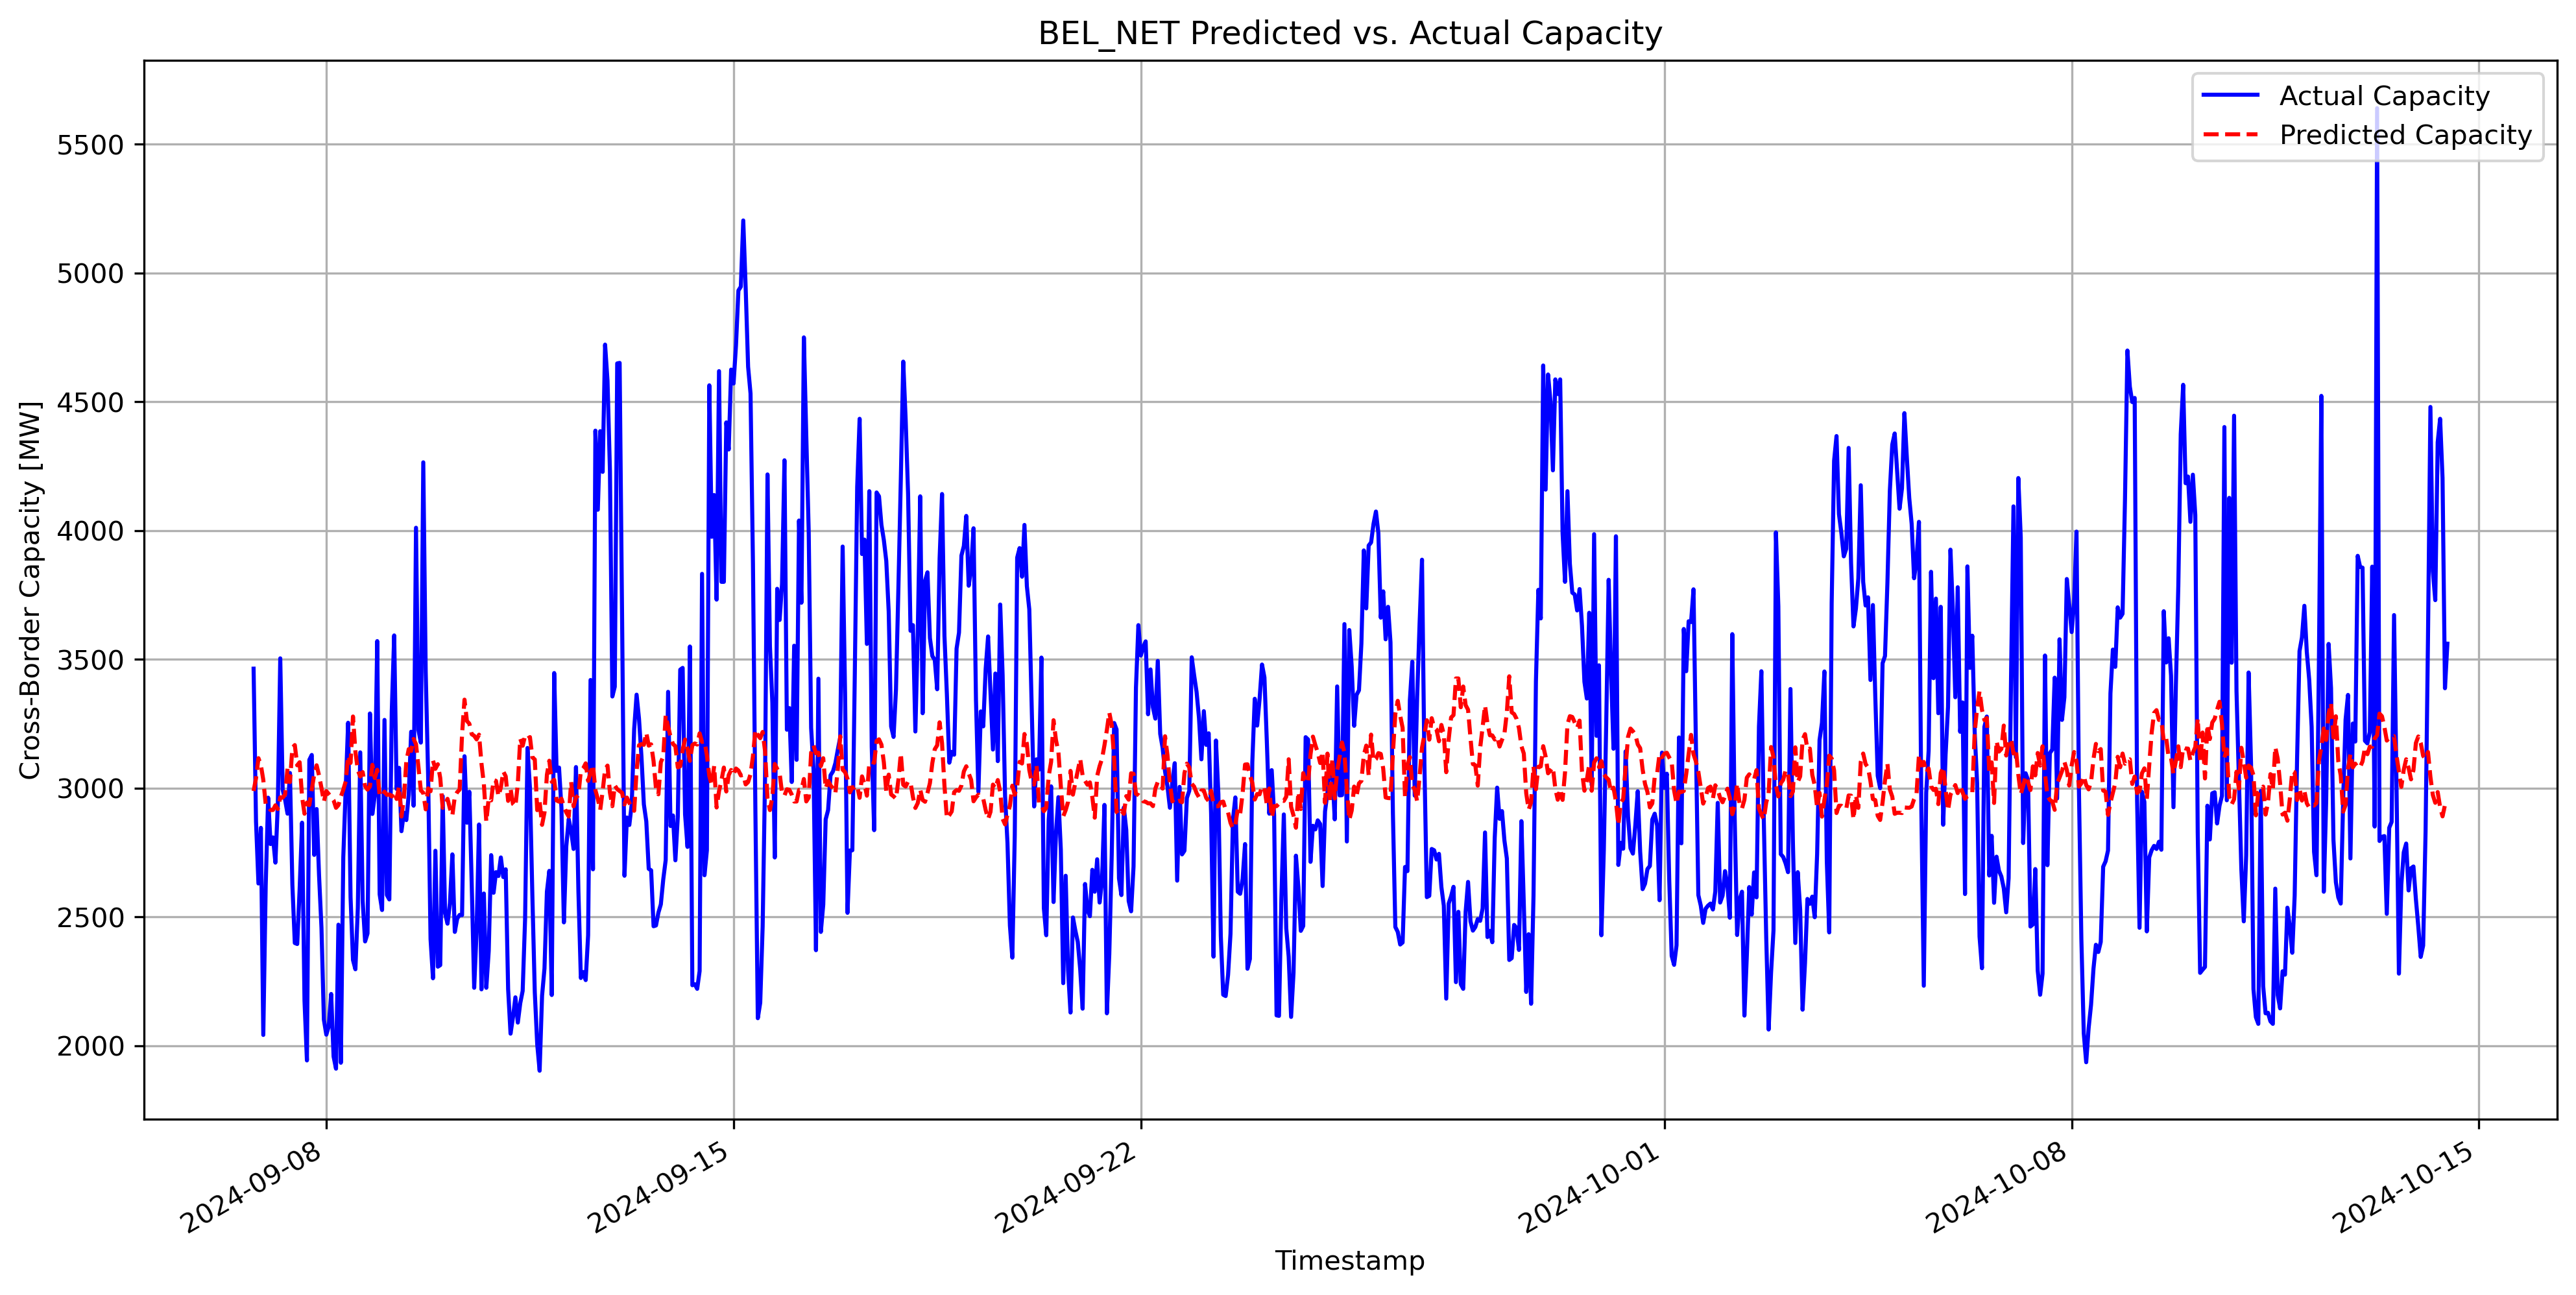 BEL_NET Predicted vs. Actual Capacity
Actual Capacity
Predicted Capacity
5500
5000
4500
4000
3500
3000
2500
2000
Cross-Border Capacity [MW]
2024-09-08
2024-09-15
2024-09-22
2024-10-01
2024-10-08
2024-10-15
Timestamp